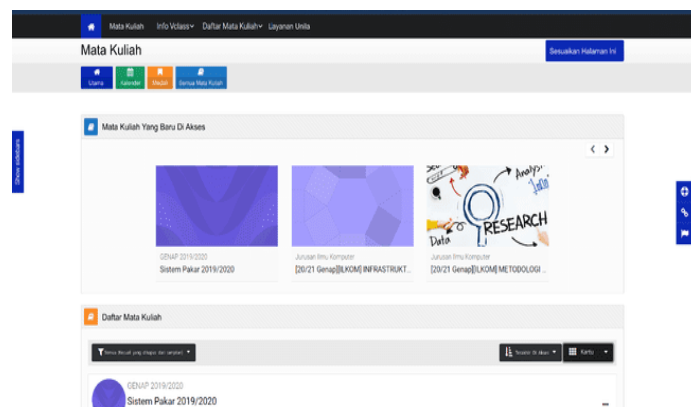 Mata Kuliah Info Vclass Daftar Mata Kuliah Layanan Unila
Mata Kuliah
Sesuaikan Halaman Ini
Utama Kalender Medali Semua Mata Kuliah
Show sidebars
Mata Kuliah Yang Baru Di Akses
Data
RESEARCH
GENAP 2019/2020
Sistem Pakar 2019/2020
Jurusan Ilmu Komputer
[20/21 Genap][ILKOM] INFRASTRUKT...
Jurusan Ilmu Komputer
[20/21 Genap][ILKOM] METODOLOGI ...
Daftar Mata Kuliah
Kartu
GENAP 2019/2020
Sistem Pakar 2019/2020